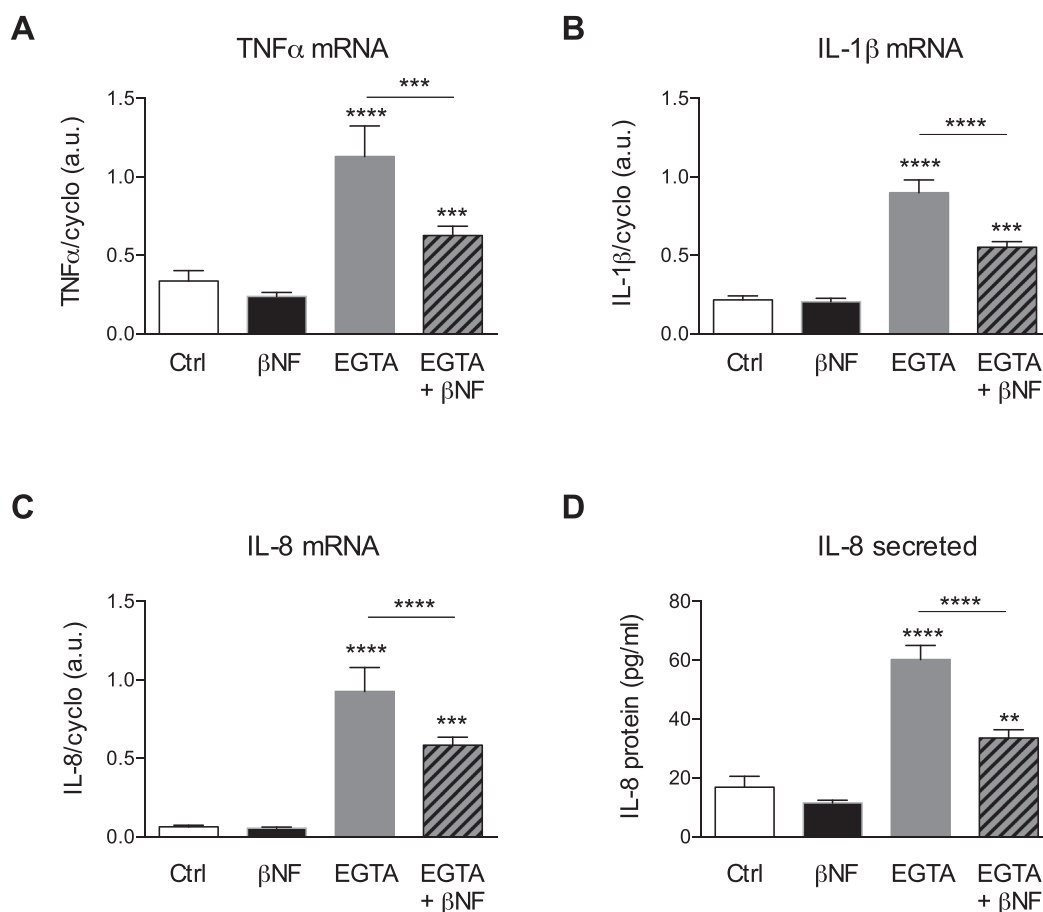 A
TNFα mRNA
TNFα/cyclo (a.u.)
1.5
1.0
0.5
0.0
***
****
***
Ctrl
βNF
EGTA
EGTA
+ βNF
B
IL-1β mRNA
IL-1β/cyclo (a.u.)
1.5
1.0
0.5
0.0
****
****
***
Ctrl
βNF
EGTA
EGTA
+ βNF
C
IL-8 mRNA
IL-8/cyclo (a.u.)
1.5
1.0
0.5
0.0
****
****
***
Ctrl
βNF
EGTA
EGTA
+ βNF
D
IL-8 secreted
IL-8 protein (pg/ml)
80
60
40
20
0
****
****
**
Ctrl
βNF
EGTA
EGTA
+ βNF